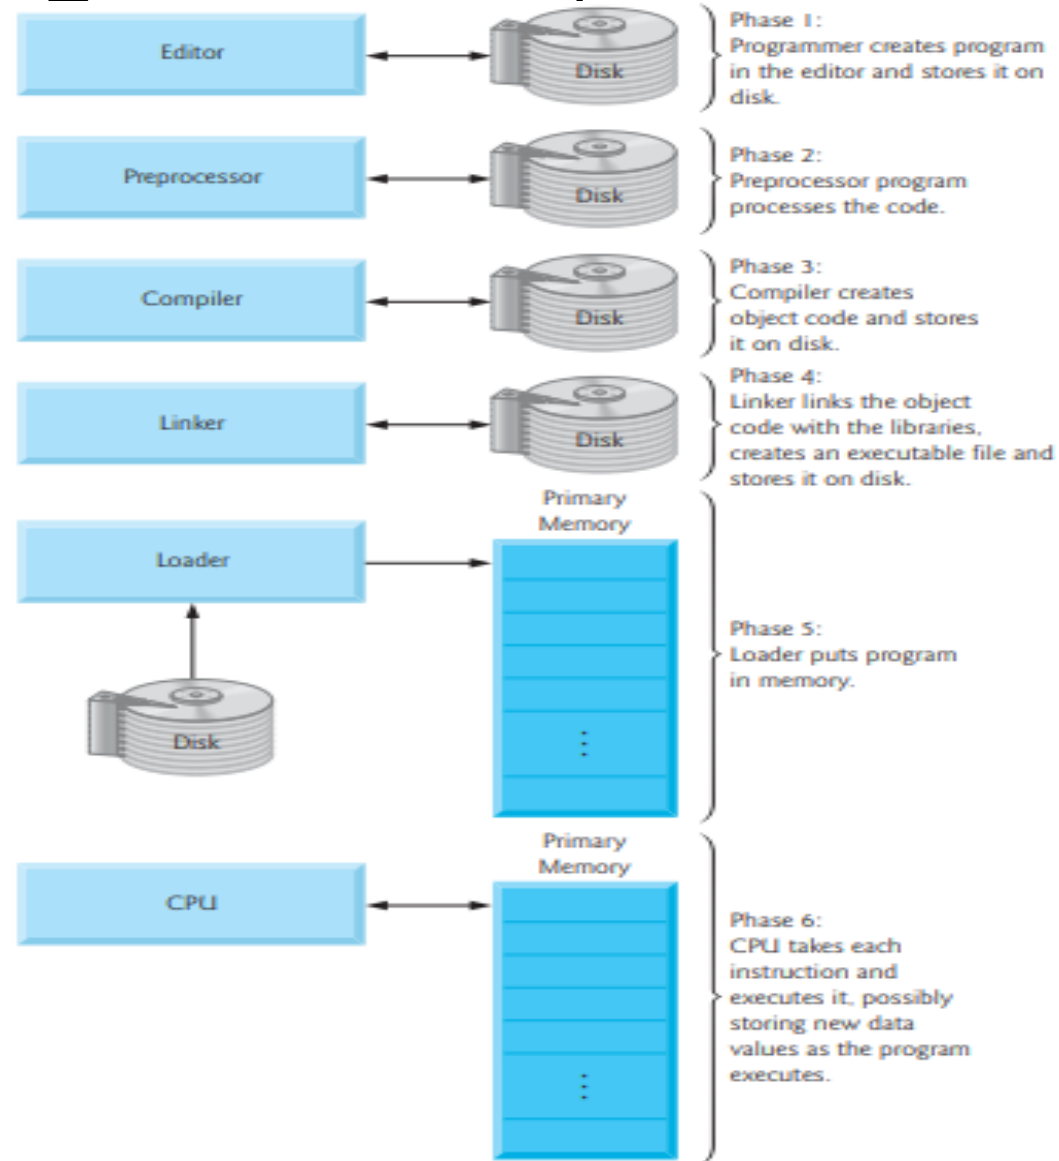 Editor
Disk
Phase 1:
Programmer creates program
in the editor and stores it on
disk.
Preprocessor
Disk
Phase 2:
Preprocessor program
processes the code.
Compiler
Disk
Phase 3:
Compiler creates
object code and stores
it on disk.
Linker
Disk
Phase 4:
Linker links the object
code with the libraries,
creates an executable file and
stores it on disk.
Loader
Disk
Primary
Memory
Phase 5:
Loader puts program
in memory.
CPU
Primary
Memory
Phase 6:
CPU takes each
instruction and
executes it, possibly
storing new data
values as the program
executes.